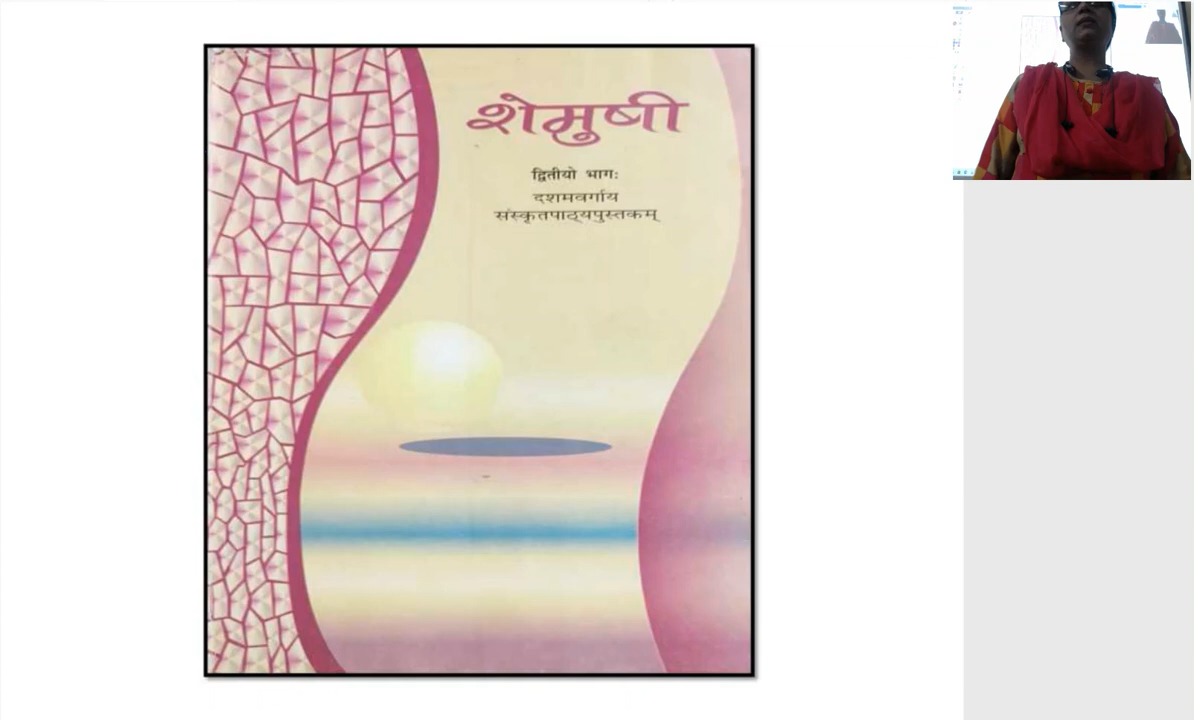 शेमुषी
द्वितीयो भागः
दशमवर्गाय
संस्कृतपाठ्यपुस्तकम्